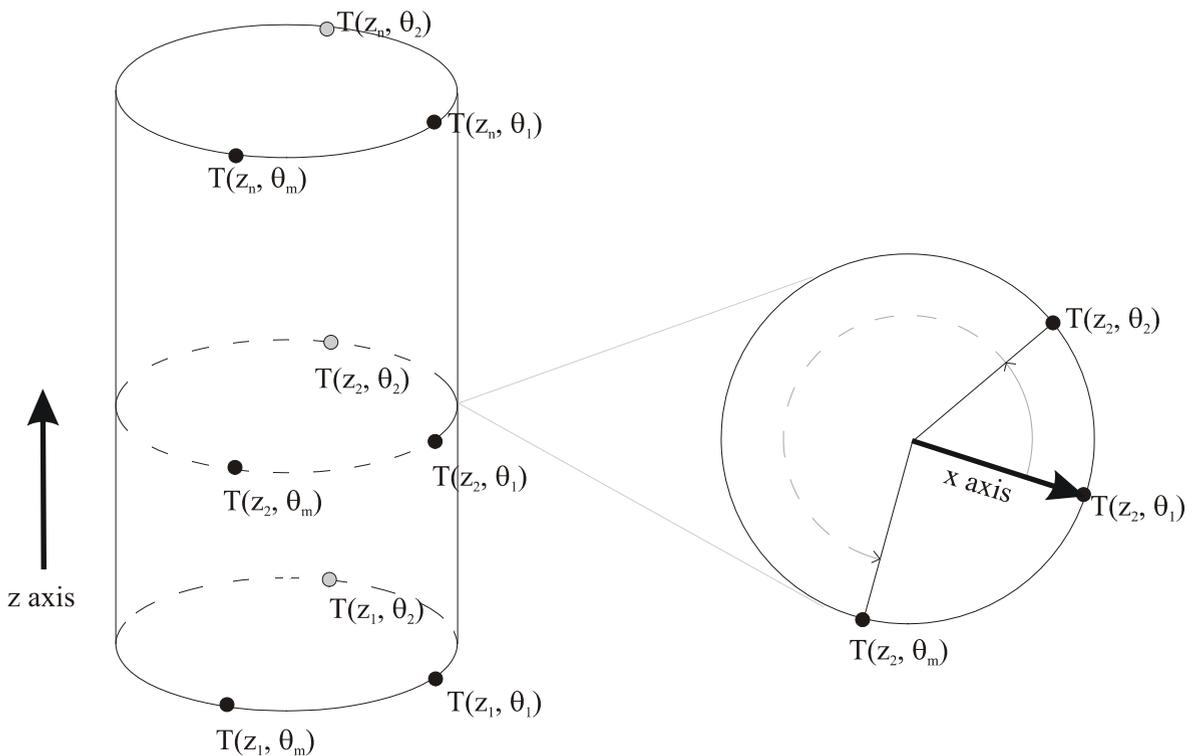 T(zₙ, θ₂)
T(zₙ, θ₁)
T(zₙ, θₘ)
T(z₂, θ₂)
T(z₂, θ₁)
T(z₂, θₘ)
z axis
T(z₁, θ₂)
T(z₁, θ₁)
T(z₁, θₘ)
T(z₂, θ₂)
x axis
T(z₂, θ₁)
T(z₂, θₘ)